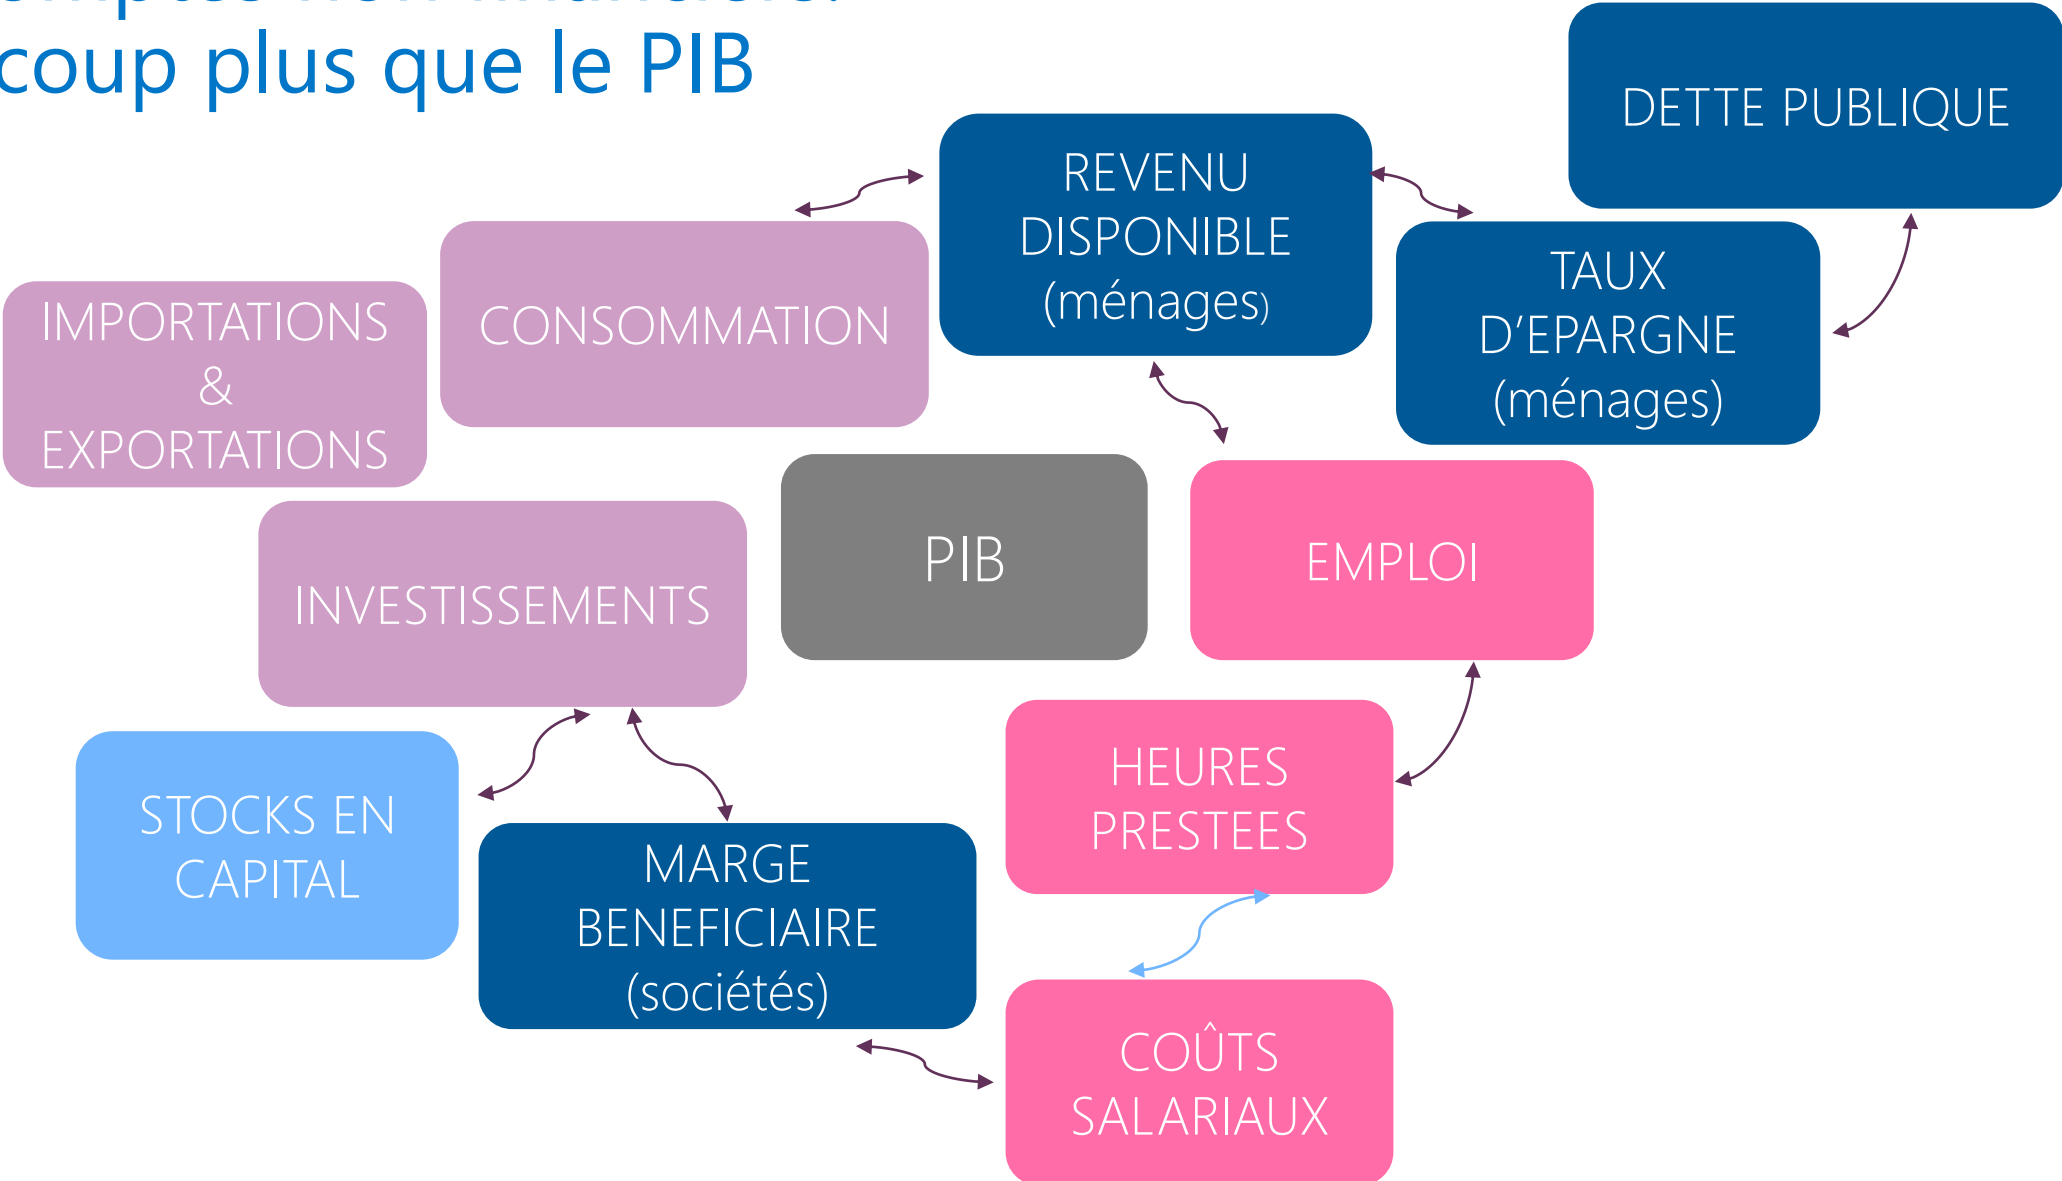 coup plus que le PIB
DETTE PUBLIQUE
REVENU
DISPONIBLE
(ménages)
TAUX
D’EPARGNE
(ménages)
CONSOMMATION
IMPORTATIONS
&
EXPORTATIONS
PIB
EMPLOI
INVESTISSEMENTS
HEURES
PRESTEES
STOCKS EN
CAPITAL
MARGE
BENEFICIAIRE
(sociétés)
COÛTS
SALARIAUX